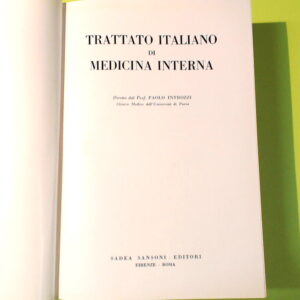 TRATTATO ITALIANO
DI
MEDICINA INTERNA
Diretto dal Prof. PAOLO INTROZZI
Clinico Medico dell'Università di Pavia
SADEA SANSONI - EDITORI
FIRENZE - ROMA